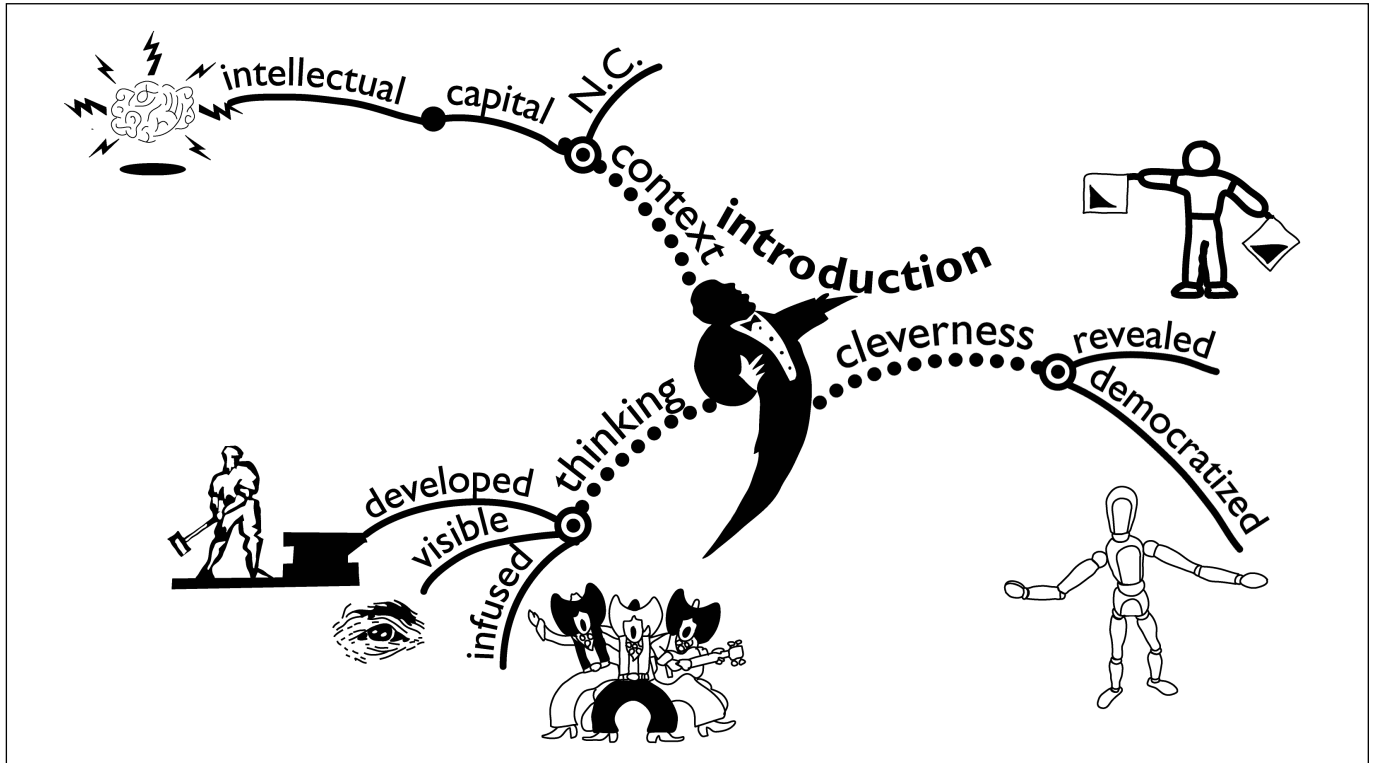 introduction
context
N.C.
capital
intellectual
cleverness
revealed
democratized
thinking
developed
visible
infused